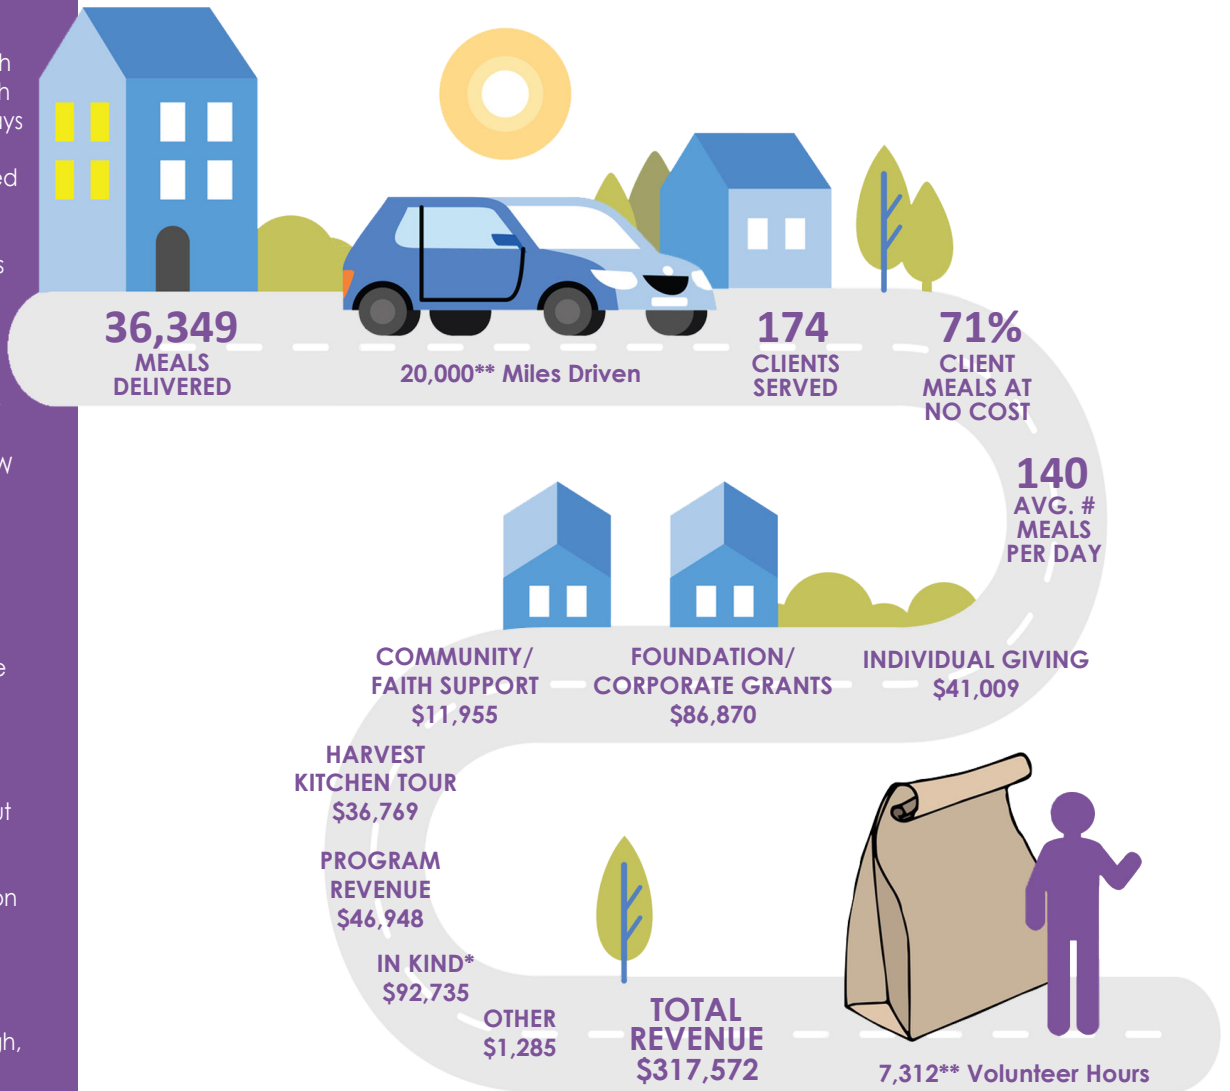 36,349
MEALS
DELIVERED
20,000** Miles Driven
174
CLIENTS
SERVED
71%
CLIENT
MEALS AT
NO COST
140
AVG. #
MEALS
PER DAY
INDIVIDUAL GIVING
$41,009
FOUNDATION/
CORPORATE GRANTS
$86,870
COMMUNITY/
FAITH SUPPORT
$11,955
HARVEST
KITCHEN TOUR
$36,769
PROGRAM
REVENUE
$46,948
IN KIND*
$92,735
OTHER
$1,285
TOTAL
REVENUE
$317,572
7,312** Volunteer Hours